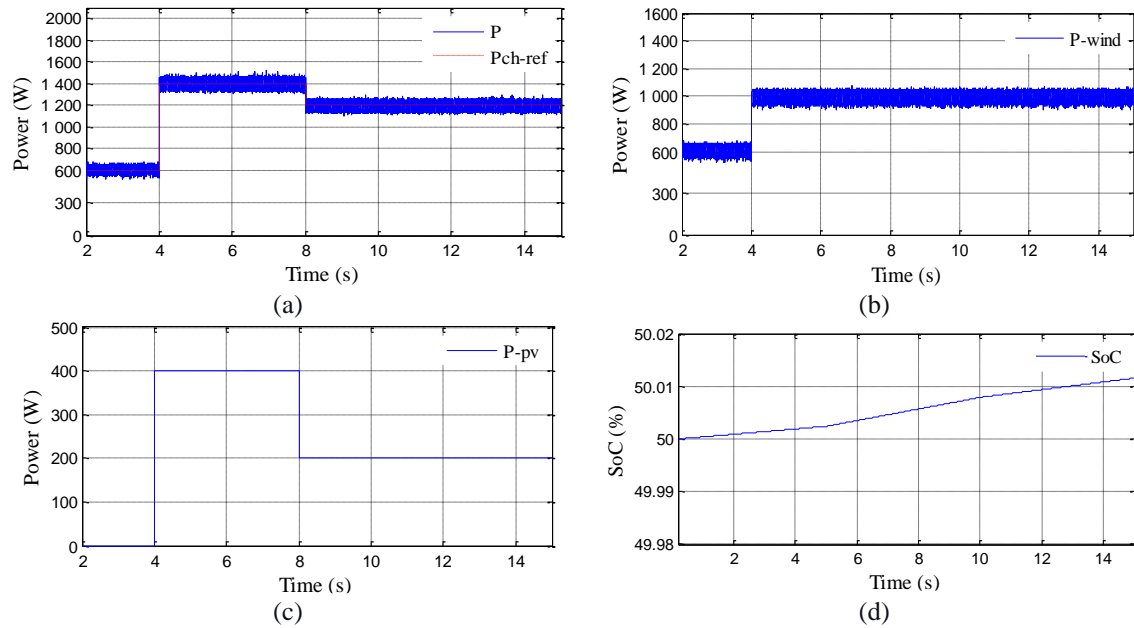 2000
1800
1600
1 400
1 200
1 000
800
600
300
0
Power (W)
2 4 6 8 10 12 14
Time (s)
P
Pch-ref
(a)
1600
1 400
1 200
1 000
800
600
300
0
Power (W)
2 4 6 8 10 12 14
Time (s)
P-wind
(b)
500
400
300
200
100
0
Power (W)
2 4 6 8 10 12 14
Time (s)
P-pv
(c)
50.02
50.01
50
49.99
49.98
SoC (%)
2 4 6 8 10 12 14
Time (s)
SoC
(d)